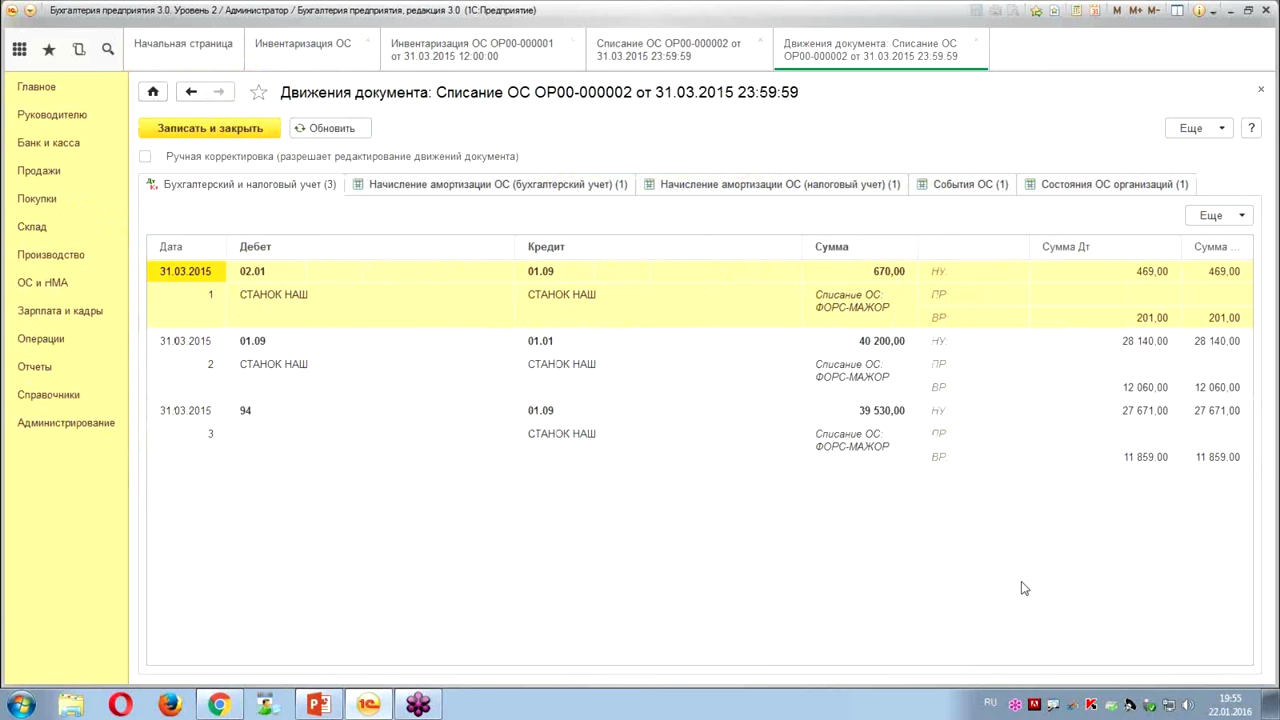 Бухгалтерия предприятия 3.0. Уровень 2 / Администратор / Бухгалтерия предприятия, редакция 3.0 (1С:Предприятие)
M M+ M-
Начальная страница
Инвентаризация ОС
Инвентаризация ОС ОР00-000001
от 31.03.2015 12:00:00
Списание ОС ОР00-000002 от
31.03.2015 23:59:59
Движения документа: Списание ОС
ОР00-000002 от 31.03.2015 23:59:59
Главное
Руководителю
Банк и касса
Продажи
Покупки
Склад
Производство
ОС и НМА
Зарплата и кадры
Операции
Отчеты
Справочники
Администрирование
Движения документа: Списание ОС ОР00-000002 от 31.03.2015 23:59:59
Записать и закрыть Обновить Еще ?
Ручная корректировка (разрешает редактирование движений документа)
Бухгалтерский и налоговый учет (3) Начисление амортизации ОС (бухгалтерский учет) (1) Начисление амортизации ОС (налоговый учет) (1) События ОС (1) Состояния ОС организаций (1)
Еще
Дата Дебет Кредит Сумма Сумма Дт Сумма ...
31.03.2015 02.01 01.09 670,00 НУ: 469,00 469,00
1 СТАНОК НАШ СТАНОК НАШ Списание ОС: ПР
ФОРС-МАЖОР
ВР 201,00 201,00
31.03.2015 01.09 01.01 40 200,00 НУ: 28 140,00 28 140,00
2 СТАНОК НАШ СТАНОК НАШ Списание ОС: ПР
ФОРС-МАЖОР
ВР 12 060,00 12 060,00
31.03.2015 94 01.09 39 530,00 НУ 27 671,00 27 671,00
3 СТАНОК НАШ Списание ОС: ПР
ФОРС-МАЖОР
ВР 11 859,00 11 859,00
RU
19:55
22.01.2016